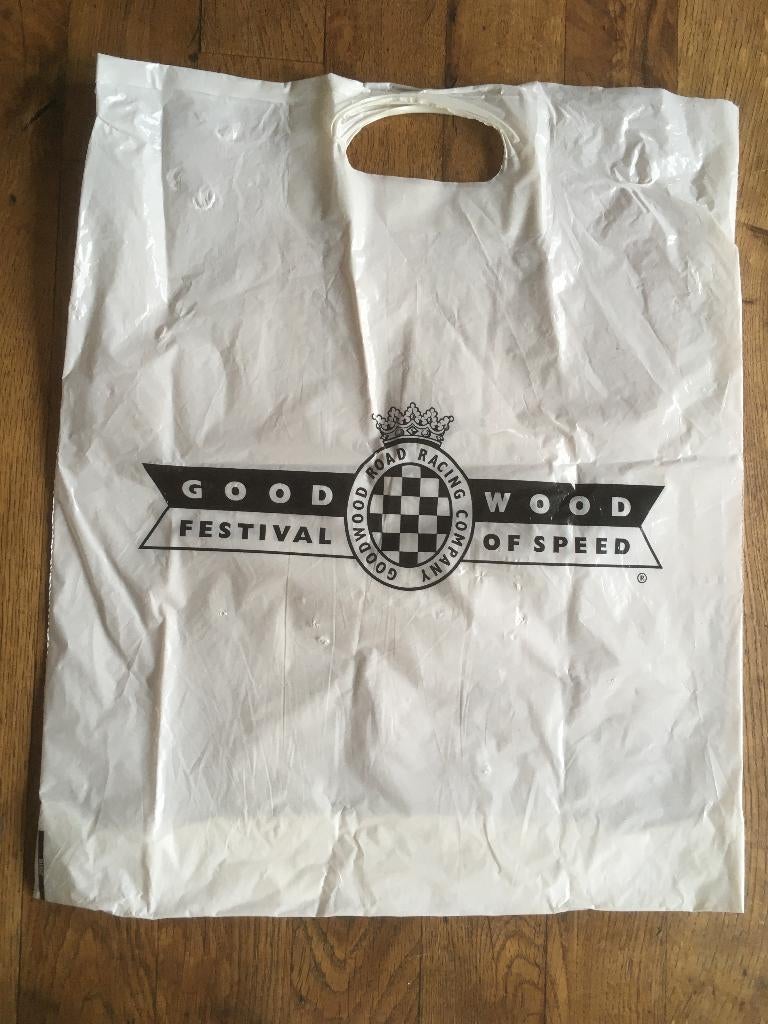 GOODWOOD ROAD RACING COMPANY
GOOD WOOD
FESTIVAL OF SPEED
®